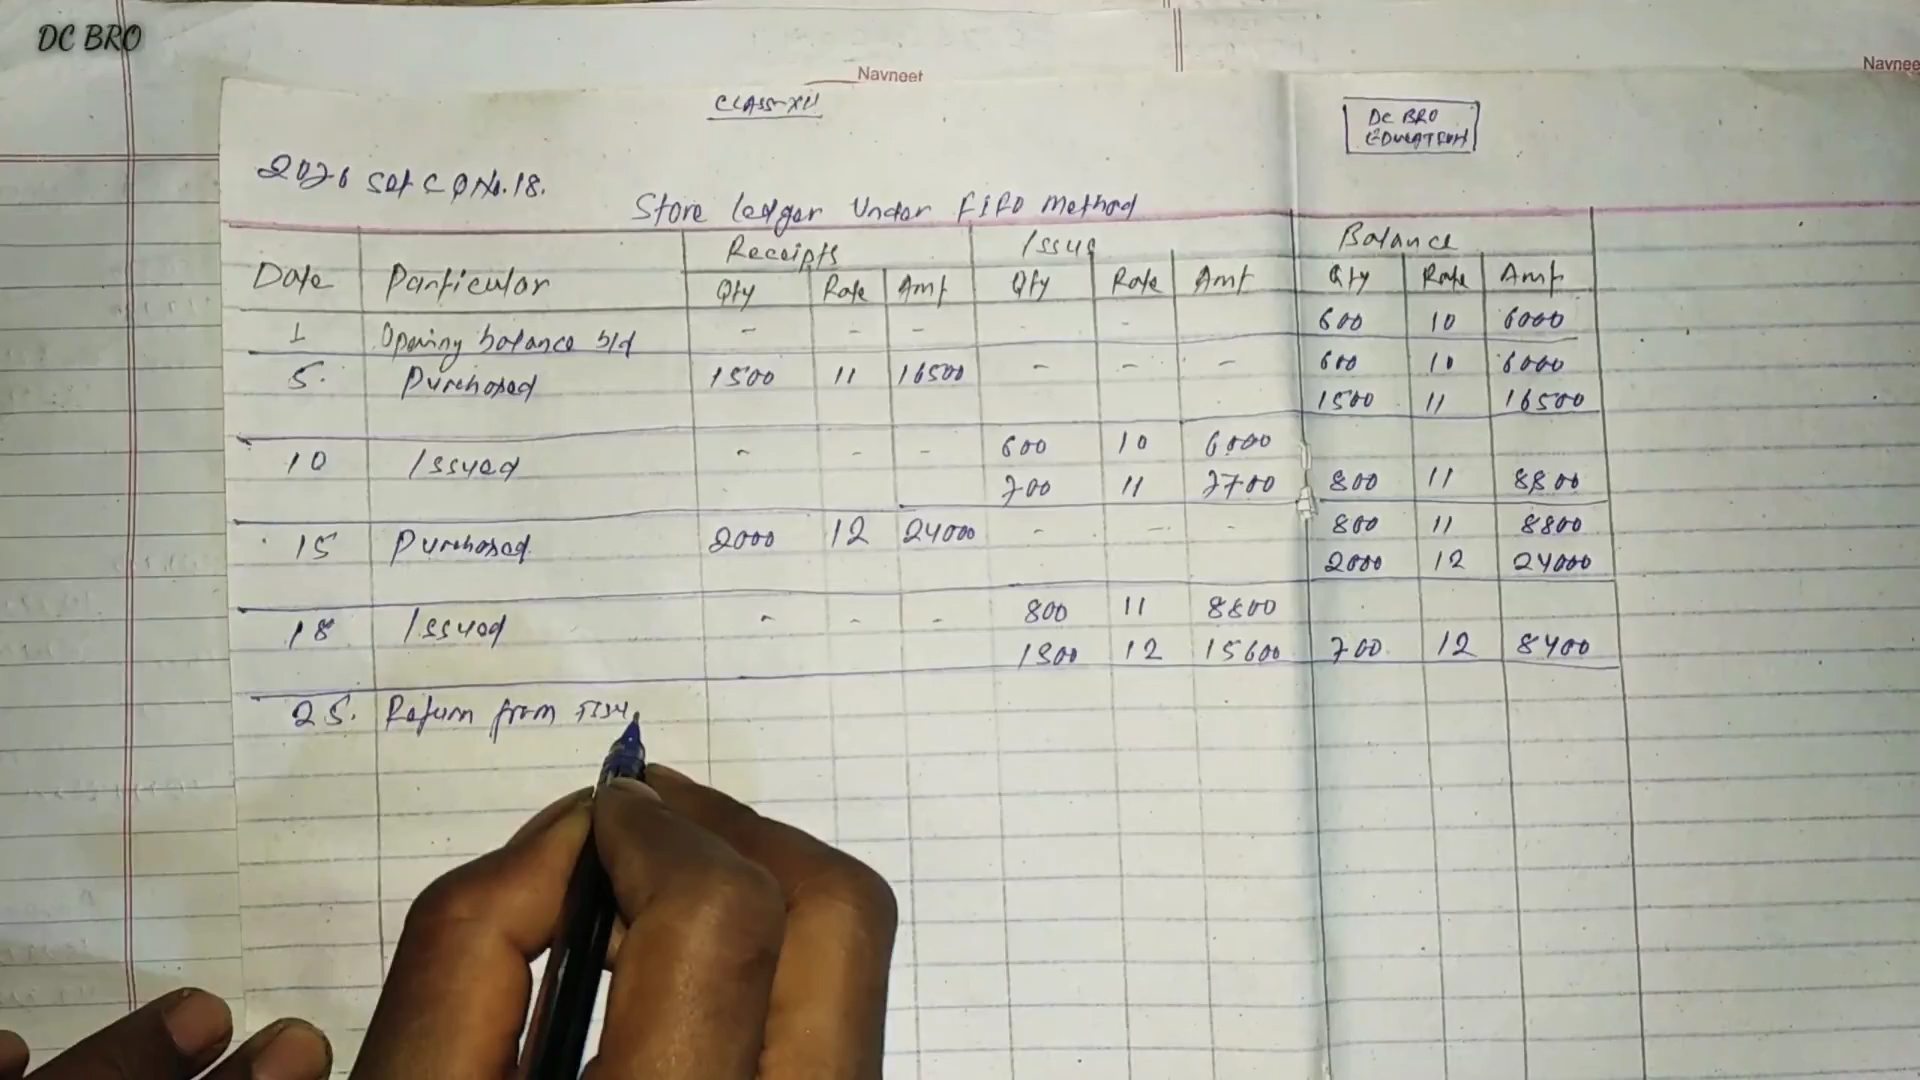 DC BRO
Navneet
Navnee
CLASS-XII
DC BRO
EDUCATION
2076 Set C Q No. 18.
Store ledger Under FIFO Method
Date Particular Receipts Issue Balance
Qty Rate Amt Qty Rate Amt Qty Rate Amt
1 Opening balance b/d - - - - - 600 10 6000
5. Purchased 1500 11 16500 - - - 600 10 6000
1500 11 16500
10 Issued - - - 600 10 6000
700 11 7700 800 11 8800
15 Purchased 2000 12 24000 - - - 800 11 8800
2000 12 24000
18 Issued - - - 800 11 8800
1300 12 15600 700 12 8400
25. Return from